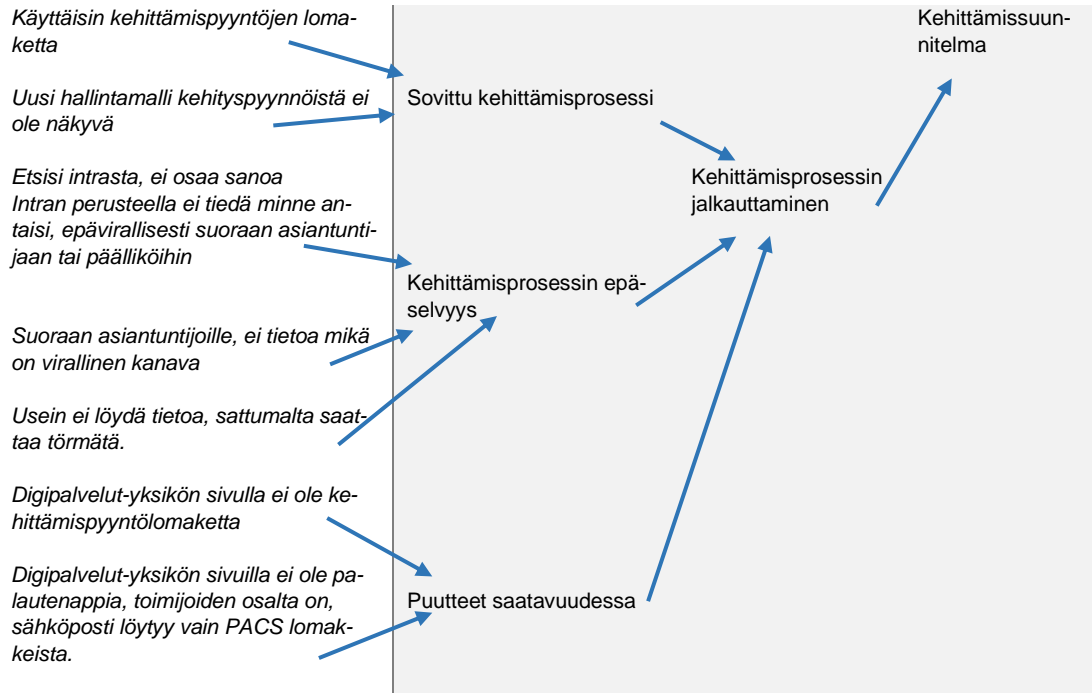 Käyttäisin kehittämispyyntöjen loma-
ketta
Uusi hallintamalli kehityspyynnöistä ei
ole näkyvä
Etsisi intrasta, ei osaa sanoa
Intran perusteella ei tiedä minne an-
taisi, epävirallisesti suoraan asiantunti-
jaan tai päälliköihin
Suoraan asiantuntijoille, ei tietoa mikä
on virallinen kanava
Usein ei löydä tietoa, sattumalta saat-
taa törmätä.
Digipalvelut-yksikön sivulla ei ole ke-
hittämispyyntölomaketta
Digipalvelut-yksikön sivuilla ei ole pa-
lautenappia, toimijoiden osalta on,
sähköposti löytyy vain PACS lomak-
keista.
Sovittu kehittämisprosessi
Kehittämisprosessin epä-
selvyys
Puutteet saatavuudessa
Kehittämisprosessin
jalkauttaminen
Kehittämissuun-
nitelma